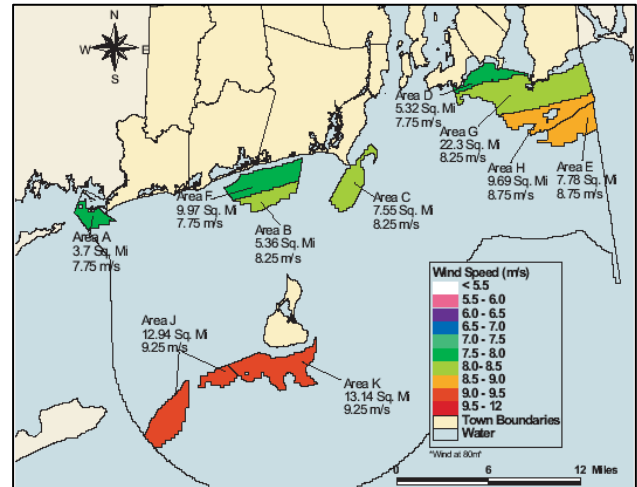 N
W E
S
Area D
5.32 Sq. Mi
7.75 m/s
Area G
22.3 Sq. Mi
8.25 m/s
Area H
9.69 Sq. Mi
8.75 m/s
Area E
7.78 Sq. Mi
8.75 m/s
Area F
9.97 Sq. Mi
7.75 m/s
Area C
7.55 Sq. Mi
8.25 m/s
Area B
5.36 Sq. Mi
8.25 m/s
Area A
3.7 Sq. Mi
7.75 m/s
Area J
12.94 Sq. Mi
9.25 m/s
Area K
13.14 Sq. Mi
9.25 m/s
Wind Speed (m/s)
< 5.5
5.5 - 6.0
6.0 - 6.5
6.5 - 7.0
7.0 - 7.5
7.5 - 8.0
8.0- 8.5
8.5 - 9.0
9.0 - 9.5
9.5 - 12
Town Boundaries
Water
*Wind at 80m*
0 6 12 Miles